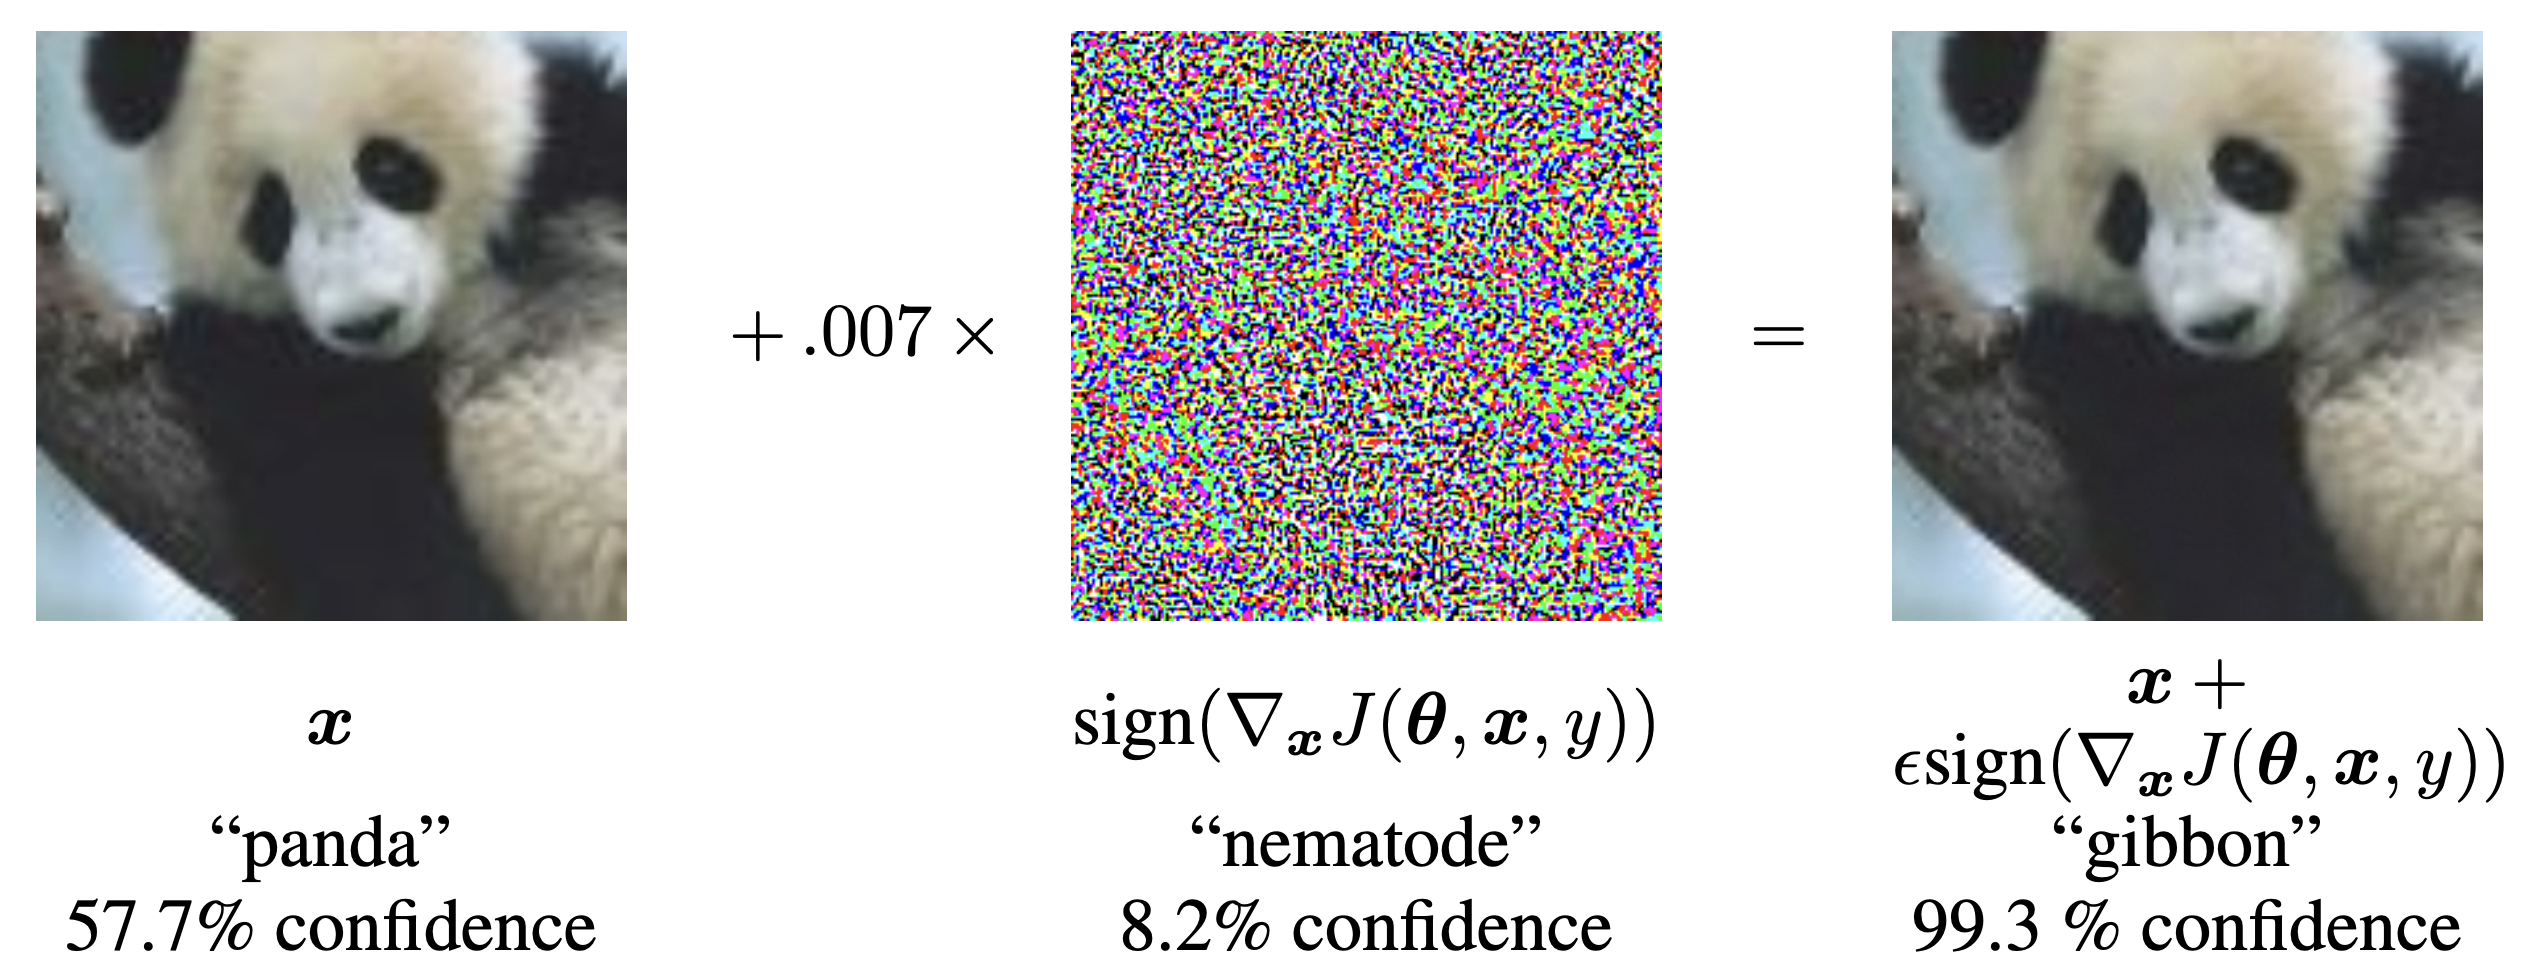 + .007 ×
=
x
“panda”
57.7% confidence
sign(∇ₓJ(θ, x, y))
“nematode”
8.2% confidence
x +
ϵsign(∇ₓJ(θ, x, y))
“gibbon”
99.3 % confidence